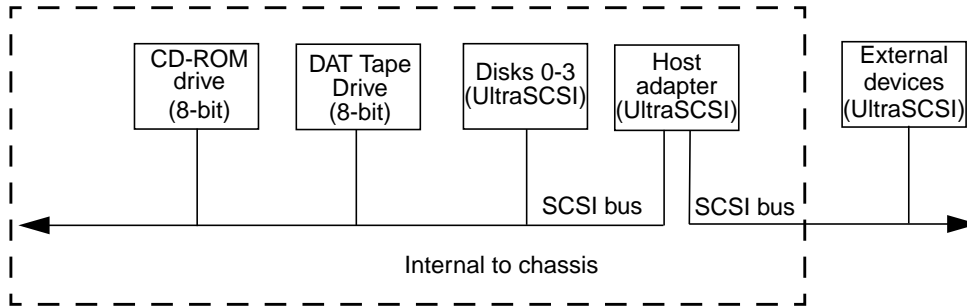 CD-ROM
drive
(8-bit)
DAT Tape
Drive
(8-bit)
Disks 0-3
(UltraSCSI)
Host
adapter
(UltraSCSI)
External
devices
(UltraSCSI)
SCSI bus
SCSI bus
Internal to chassis